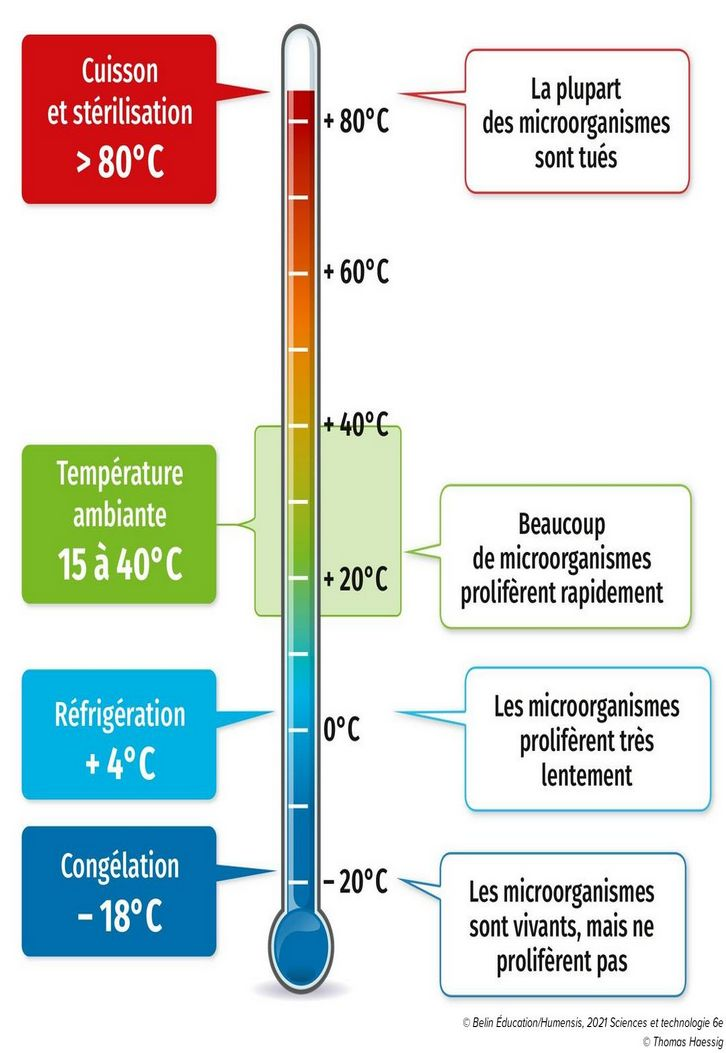 Cuisson
et stérilisation
> 80°C
+ 80°C
La plupart
des microorganismes
sont tués
+ 60°C
+ 40°C
Température
ambiante
15 à 40°C
+ 20°C
Beaucoup
de microorganismes
prolifèrent rapidement
Réfrigération
+ 4°C
0°C
Les microorganismes
prolifèrent très
lentement
Congélation
– 18°C
– 20°C
Les microorganismes
sont vivants, mais ne
prolifèrent pas
© Belin Éducation/Humensis, 2021 Sciences et technologie 6e
© Thomas Hoessig